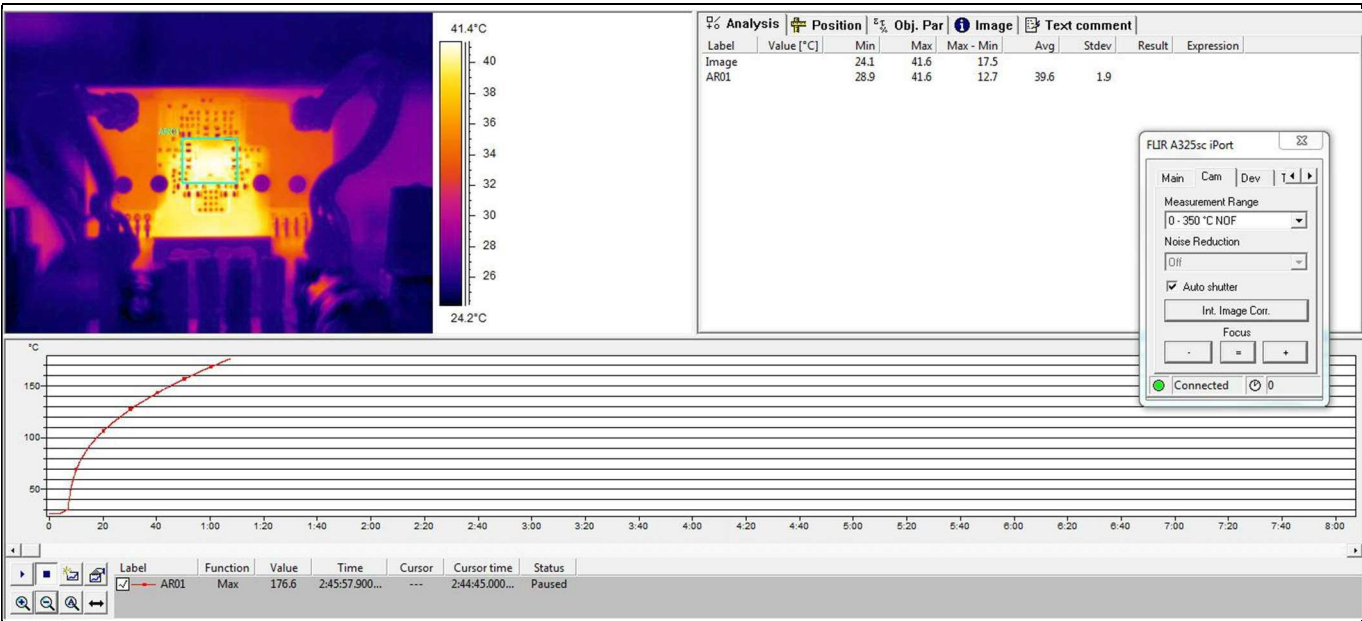 41.4°C
40
38
36
34
32
30
28
26
24.2°C
AR01
Analysis Position Obj. Par Image Text comment
Label Value [°C] Min Max Max - Min Avg Stdev Result Expression
Image 24.1 41.6 17.5
AR01 28.9 41.6 12.7 39.6 1.9
FLIR A325sc iPort
Main Cam Dev
Measurement Range
0 - 350 °C NOF
Noise Reduction
Off
Auto shutter
Int. Image Corr.
Focus
- = +
Connected 0
°C
150
100
50
0 20 40 1:00 1:20 1:40 2:00 2:20 2:40 3:00 3:20 3:40 4:00 4:20 4:40 5:00 5:20 5:40 6:00 6:20 6:40 7:00 7:20 7:40 8:00
Label Function Value Time Cursor Cursor time Status
AR01 Max 176.6 2:45:57.900... --- 2:44:45.000... Paused